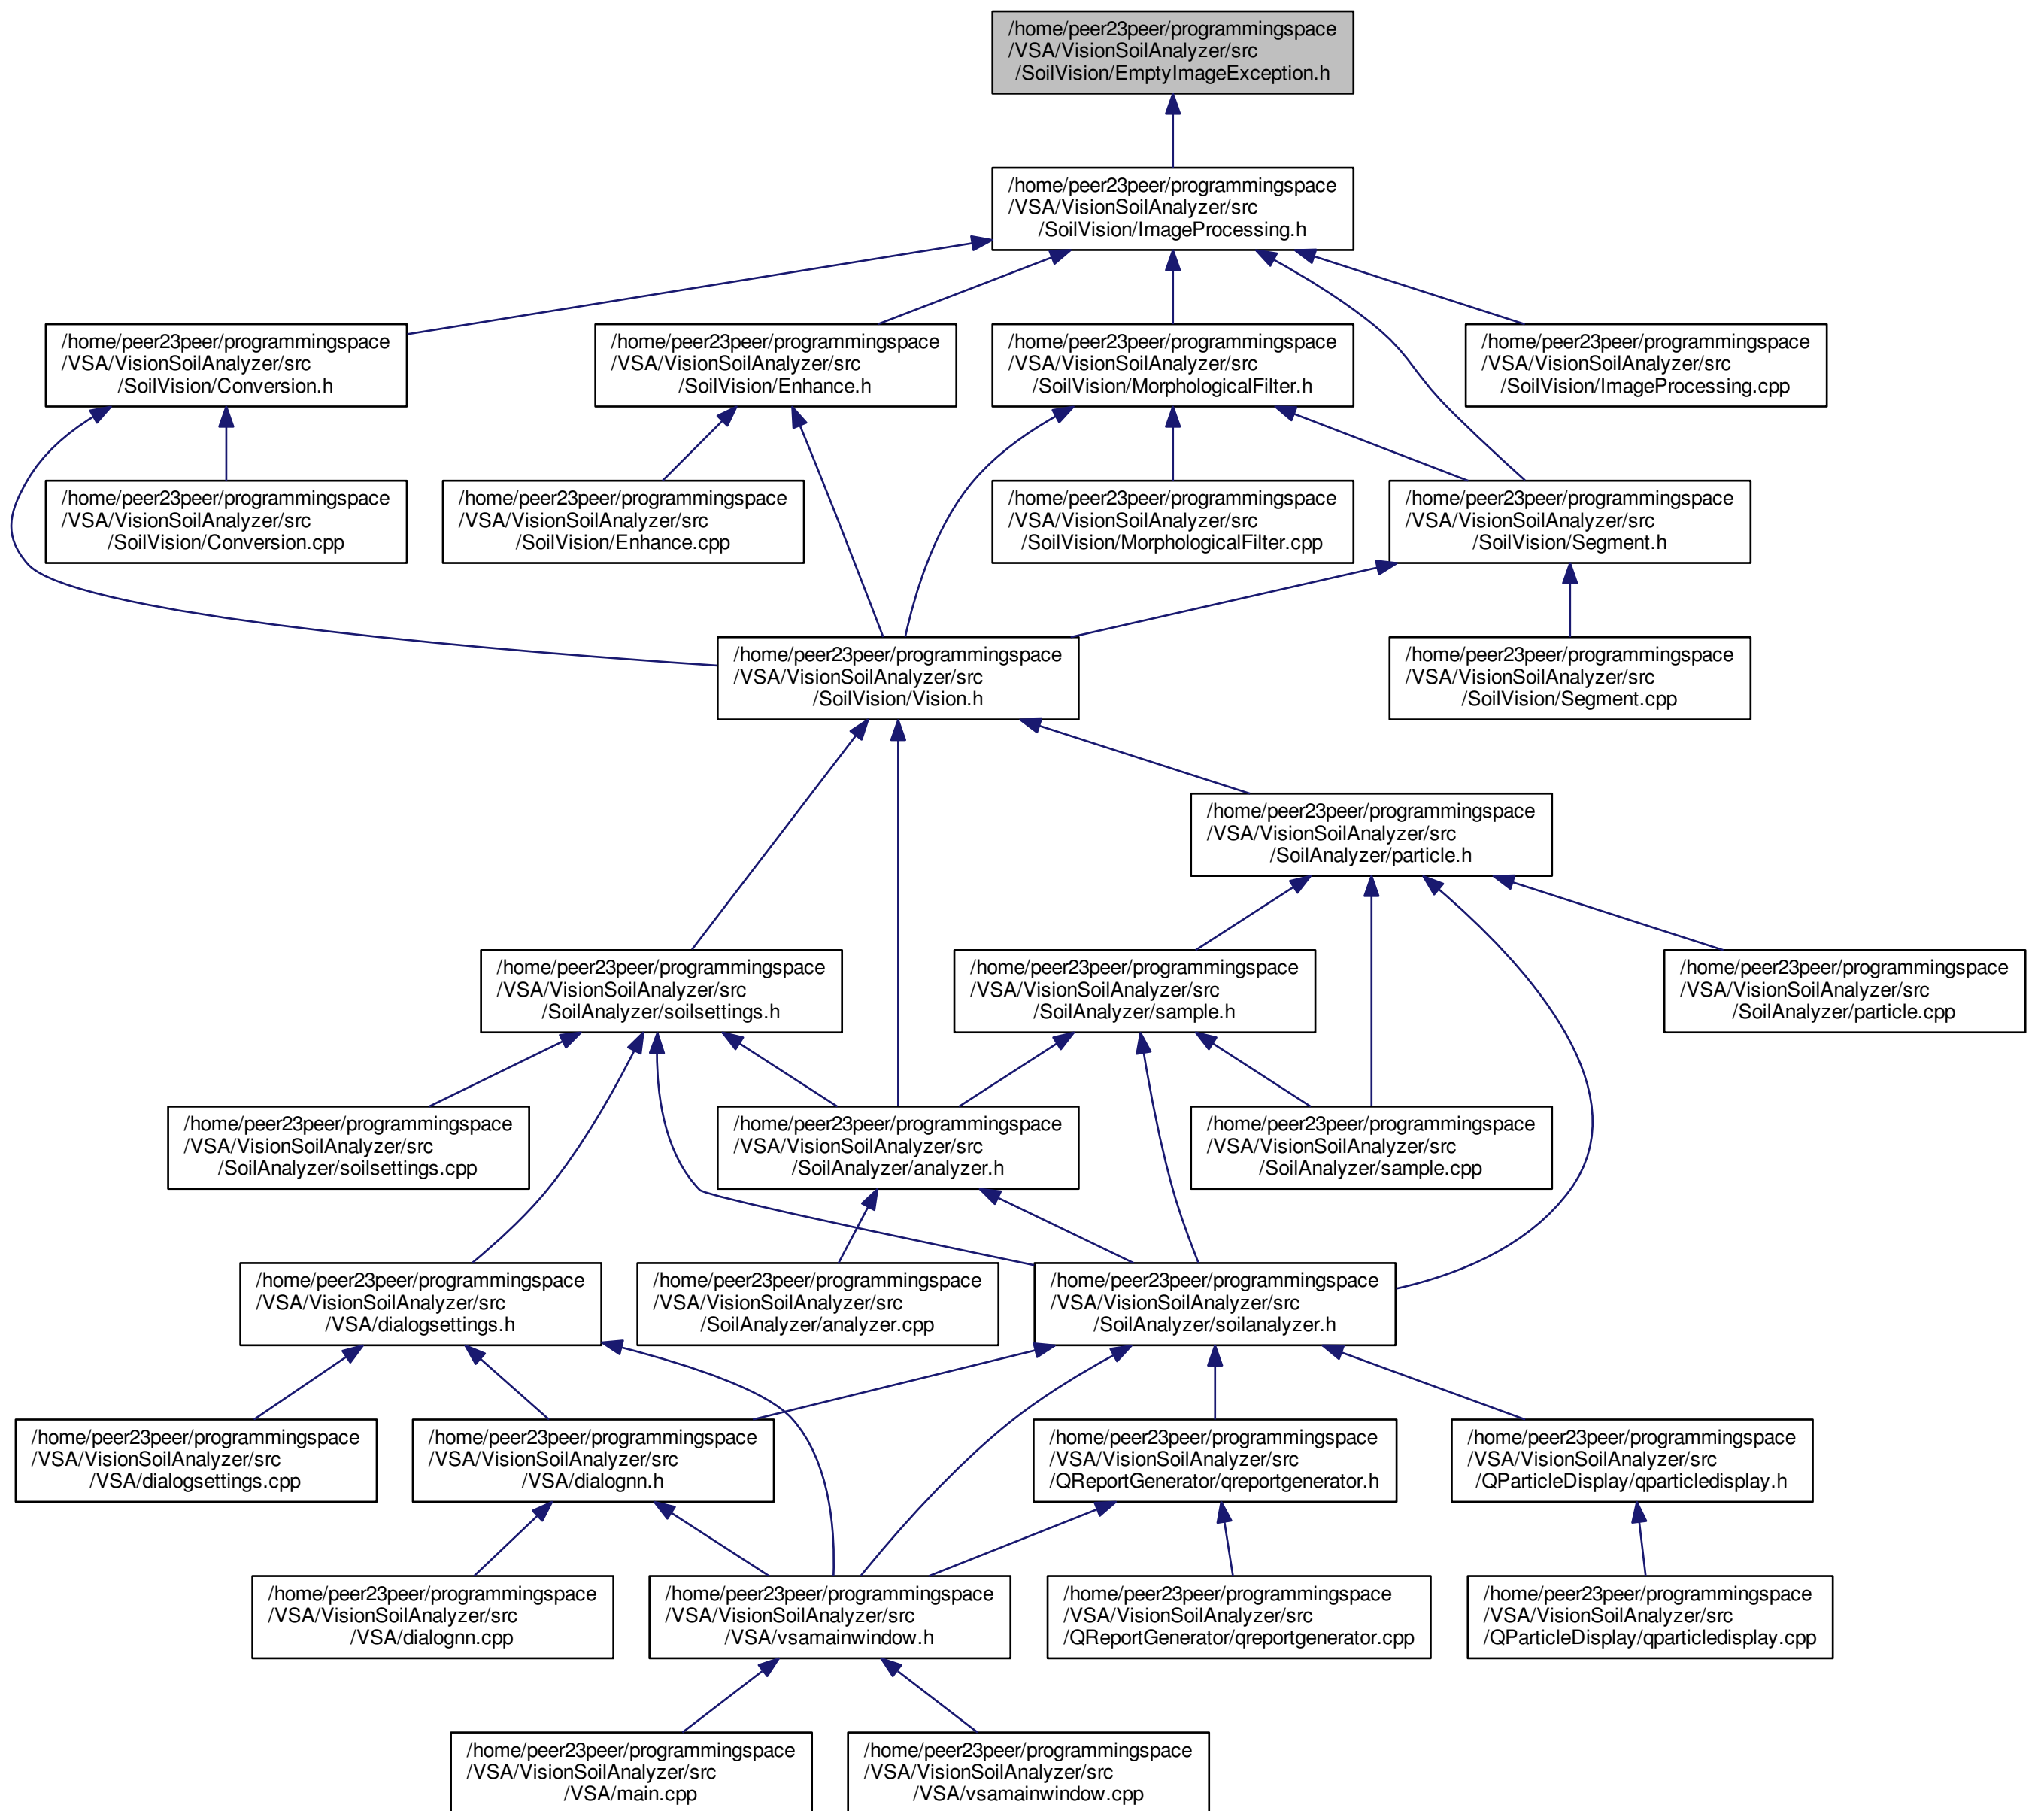 /home/peer23peer/programmingspace
/VSA/VisionSoilAnalyzer/src
/SoilVision/EmptyImageException.h
/home/peer23peer/programmingspace
/VSA/VisionSoilAnalyzer/src
/SoilVision/ImageProcessing.h
/home/peer23peer/programmingspace
/VSA/VisionSoilAnalyzer/src
/SoilVision/Conversion.h
/home/peer23peer/programmingspace
/VSA/VisionSoilAnalyzer/src
/SoilVision/Enhance.h
/home/peer23peer/programmingspace
/VSA/VisionSoilAnalyzer/src
/SoilVision/MorphologicalFilter.h
/home/peer23peer/programmingspace
/VSA/VisionSoilAnalyzer/src
/SoilVision/ImageProcessing.cpp
/home/peer23peer/programmingspace
/VSA/VisionSoilAnalyzer/src
/SoilVision/Conversion.cpp
/home/peer23peer/programmingspace
/VSA/VisionSoilAnalyzer/src
/SoilVision/Enhance.cpp
/home/peer23peer/programmingspace
/VSA/VisionSoilAnalyzer/src
/SoilVision/MorphologicalFilter.cpp
/home/peer23peer/programmingspace
/VSA/VisionSoilAnalyzer/src
/SoilVision/Segment.h
/home/peer23peer/programmingspace
/VSA/VisionSoilAnalyzer/src
/SoilVision/Vision.h
/home/peer23peer/programmingspace
/VSA/VisionSoilAnalyzer/src
/SoilVision/Segment.cpp
/home/peer23peer/programmingspace
/VSA/VisionSoilAnalyzer/src
/SoilAnalyzer/particle.h
/home/peer23peer/programmingspace
/VSA/VisionSoilAnalyzer/src
/SoilAnalyzer/soilsettings.h
/home/peer23peer/programmingspace
/VSA/VisionSoilAnalyzer/src
/SoilAnalyzer/sample.h
/home/peer23peer/programmingspace
/VSA/VisionSoilAnalyzer/src
/SoilAnalyzer/particle.cpp
/home/peer23peer/programmingspace
/VSA/VisionSoilAnalyzer/src
/SoilAnalyzer/soilsettings.cpp
/home/peer23peer/programmingspace
/VSA/VisionSoilAnalyzer/src
/SoilAnalyzer/analyzer.h
/home/peer23peer/programmingspace
/VSA/VisionSoilAnalyzer/src
/SoilAnalyzer/sample.cpp
/home/peer23peer/programmingspace
/VSA/VisionSoilAnalyzer/src
/VSA/dialogsettings.h
/home/peer23peer/programmingspace
/VSA/VisionSoilAnalyzer/src
/SoilAnalyzer/analyzer.cpp
/home/peer23peer/programmingspace
/VSA/VisionSoilAnalyzer/src
/SoilAnalyzer/soilanalyzer.h
/home/peer23peer/programmingspace
/VSA/VisionSoilAnalyzer/src
/VSA/dialogsettings.cpp
/home/peer23peer/programmingspace
/VSA/VisionSoilAnalyzer/src
/VSA/dialognn.h
/home/peer23peer/programmingspace
/VSA/VisionSoilAnalyzer/src
/QReportGenerator/qreportgenerator.h
/home/peer23peer/programmingspace
/VSA/VisionSoilAnalyzer/src
/QParticleDisplay/qparticledisplay.h
/home/peer23peer/programmingspace
/VSA/VisionSoilAnalyzer/src
/VSA/dialognn.cpp
/home/peer23peer/programmingspace
/VSA/VisionSoilAnalyzer/src
/VSA/vsamainwindow.h
/home/peer23peer/programmingspace
/VSA/VisionSoilAnalyzer/src
/QReportGenerator/qreportgenerator.cpp
/home/peer23peer/programmingspace
/VSA/VisionSoilAnalyzer/src
/QParticleDisplay/qparticledisplay.cpp
/home/peer23peer/programmingspace
/VSA/VisionSoilAnalyzer/src
/VSA/main.cpp
/home/peer23peer/programmingspace
/VSA/VisionSoilAnalyzer/src
/VSA/vsamainwindow.cpp